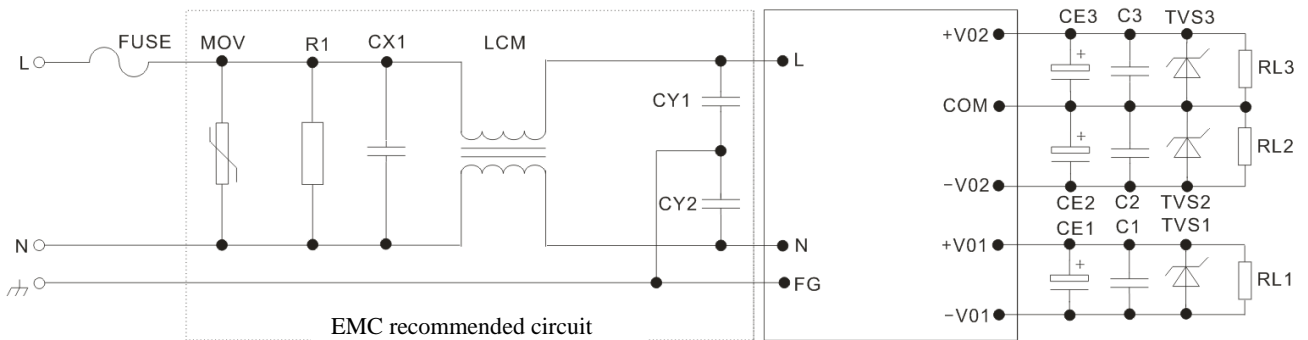 FUSE
MOV
R1
CX1
LCM
CY1
CY2
L
N
L
N
FG
EMC recommended circuit
+V02
COM
−V02
+V01
−V01
CE3
C3
TVS3
RL3
RL2
CE2
C2
TVS2
CE1
C1
TVS1
RL1